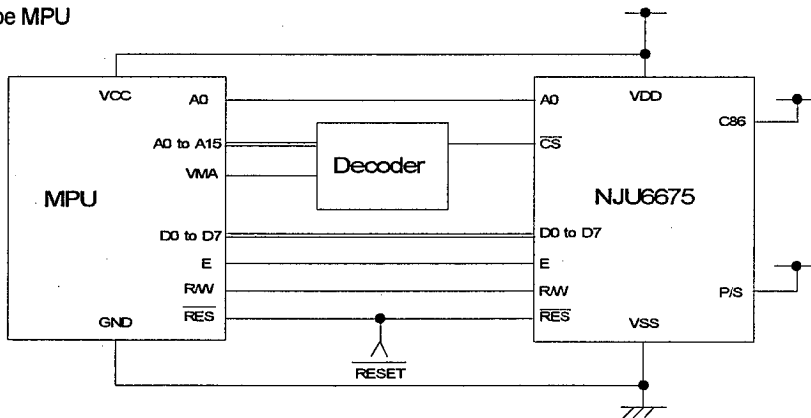 pe MPU
VCC
A0
A0 to A15
VMA
MPU
D0 to D7
E
R/W
RES
GND
Decoder
RESET
A0
VDD
C86
CS
NJU6675
D0 to D7
E
R/W
P/S
RES
VSS